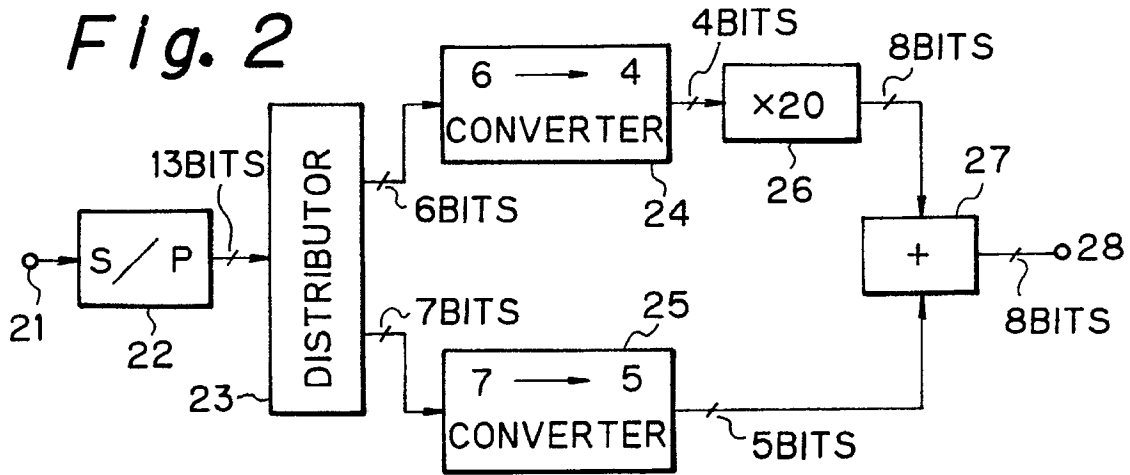 Fig. 2
4BITS
8BITS
6 → 4
CONVERTER
×20
24
26
27
13BITS
6BITS
S/P
DISTRIBUTOR
+
28
21
22
7BITS
25
8BITS
23
7 → 5
CONVERTER
5BITS